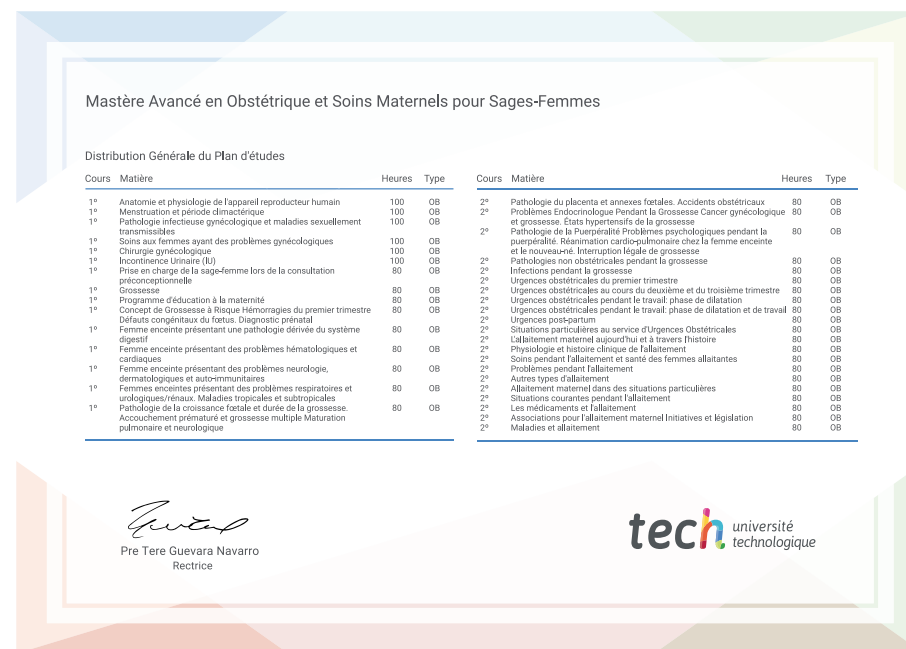 Mastère Avancé en Obstétrique et Soins Maternels pour Sages-Femmes
Distribution Générale du Plan d'études
Cours Matière Heures Type
1º Anatomie et physiologie de l'appareil reproducteur humain 100 OB
1º Menstruation et période climactérique 100 OB
1º Pathologie infectieuse gynécologique et maladies sexuellement 100 OB
transmissibles
1º Soins aux femmes ayant des problèmes gynécologiques 100 OB
1º Chirurgie gynécologique 100 OB
1º Incontinence Urinaire (IU) 100 OB
1º Prise en charge de la sage-femme lors de la consultation 80 OB
préconceptionnelle
1º Grossesse 80 OB
1º Programme d'éducation à la maternité 80 OB
1º Concept de Grossesse à Risque Hémorragies du premier trimestre 80 OB
Défauts congénitaux du fœtus. Diagnostic prénatal
1º Femme enceinte présentant une pathologie dérivée du système 80 OB
digestif
1º Femme enceinte présentant des problèmes hématologiques et 80 OB
cardiaques
1º Femme enceinte présentant des problèmes neurologie, 80 OB
dermatologiques et auto-immunitaires
1º Femmes enceintes présentant des problèmes respiratoires et 80 OB
urologiques/rénaux. Maladies tropicales et subtropicales
1º Pathologie de la croissance fœtale et durée de la grossesse. 80 OB
Accouchement prématuré et grossesse multiple Maturation
pulmonaire et neurologique
Cours Matière Heures Type
2º Pathologie du placenta et annexes fœtales. Accidents obstétricaux 80 OB
2º Problèmes Endocrinologue Pendant la Grossesse Cancer gynécologique 80 OB
et grossesse. États hypertensifs de la grossesse
2º Pathologie de la Puerpéralité Problèmes psychologiques pendant la 80 OB
puerpéralité. Réanimation cardio-pulmonaire chez la femme enceinte
et le nouveau-né. Interruption légale de grossesse
2º Pathologies non obstétricales pendant la grossesse 80 OB
2º Infections pendant la grossesse 80 OB
2º Urgences obstétricales du premier trimestre 80 OB
2º Urgences obstétricales au cours du deuxième et du troisième trimestre 80 OB
2º Urgences obstétricales pendant le travail: phase de dilatation 80 OB
2º Urgences obstétricales pendant le travail: phase de dilatation et de travail 80 OB
2º Urgences post-partum 80 OB
2º Situations particulières au service d'Urgences Obstétricales 80 OB
2º L'allaitement maternel aujourd'hui et à travers l'histoire 80 OB
2º Physiologie et histoire clinique de l'allaitement 80 OB
2º Soins pendant l'allaitement et santé des femmes allaitantes 80 OB
2º Problèmes pendant l'allaitement 80 OB
2º Autres types d'allaitement 80 OB
2º Allaitement maternel dans des situations particulières 80 OB
2º Situations courantes pendant l'allaitement 80 OB
2º Les médicaments et l'allaitement 80 OB
2º Associations pour l'allaitement maternel Initiatives et législation 80 OB
2º Maladies et allaitement 80 OB
Pre Tere Guevara Navarro
Rectrice
tech université
technologique